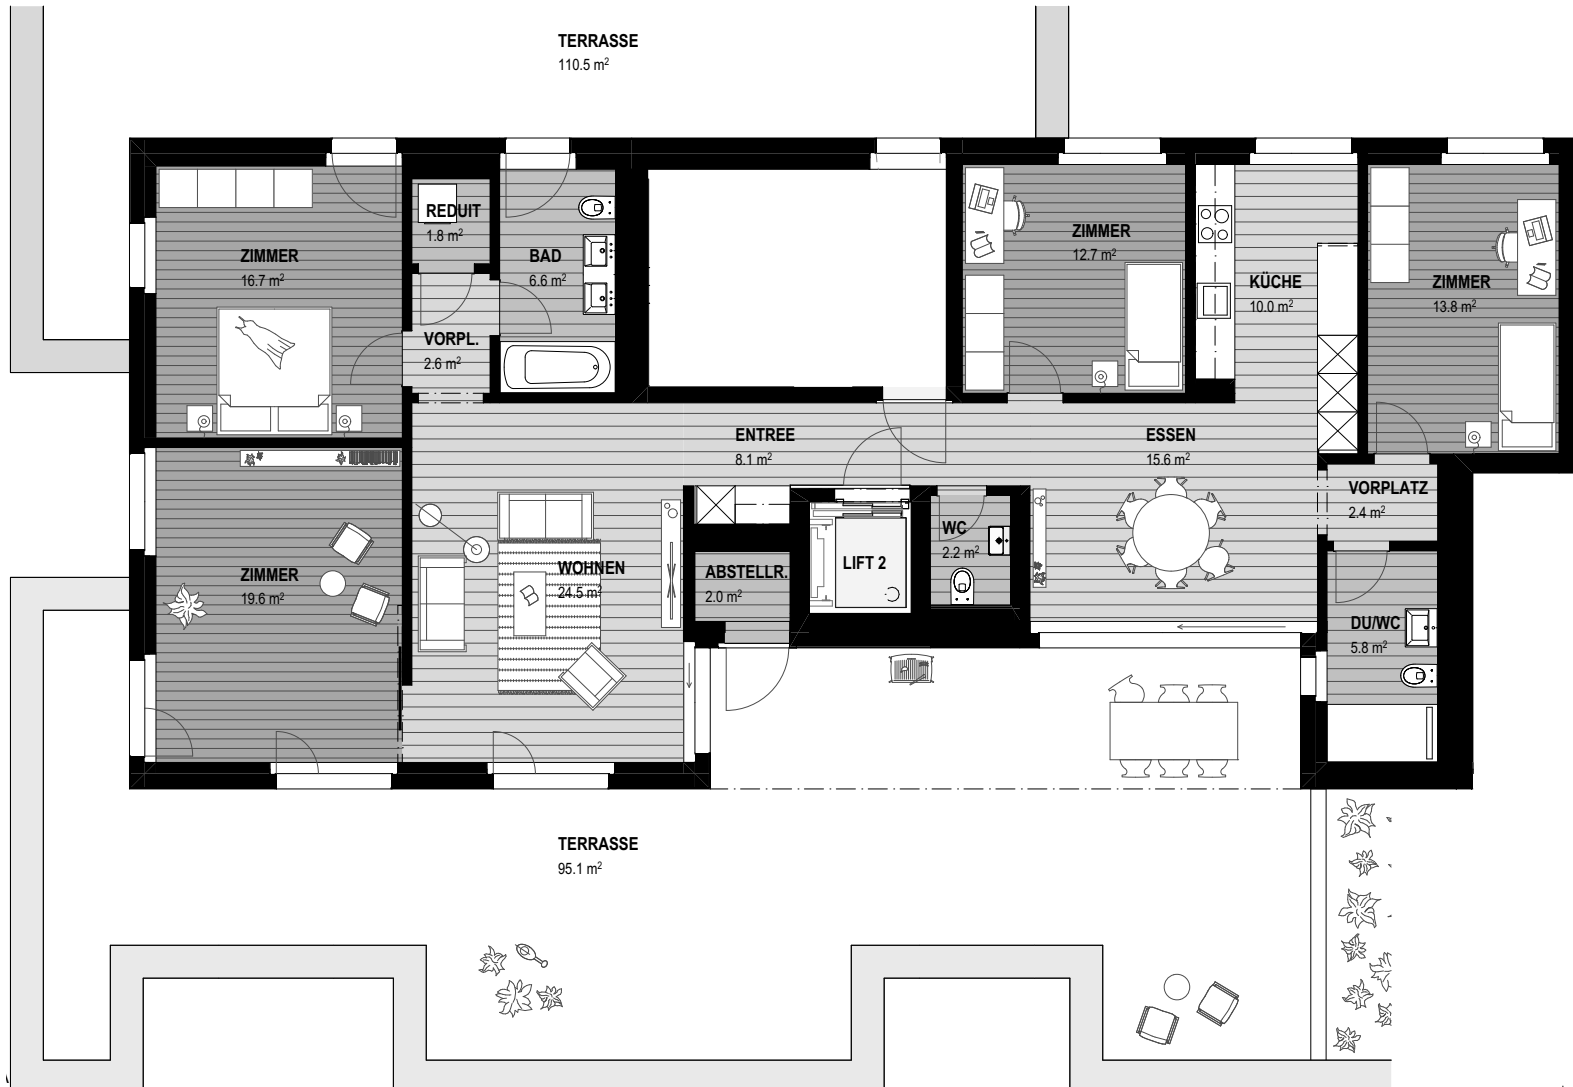 TERRASSE
110.5 m²
REDUIT
1.8 m²
ZIMMER
16.7 m²
BAD
6.6 m²
ZIMMER
12.7 m²
KÜCHE
10.0 m²
ZIMMER
13.8 m²
VORPL.
2.6 m²
ENTREE
8.1 m²
ESSEN
15.6 m²
VORPLATZ
2.4 m²
WC
2.2 m²
LIFT 2
WOHNEN
24.5 m²
ABSTELLR.
2.0 m²
ZIMMER
19.6 m²
DU/WC
5.8 m²
TERRASSE
95.1 m²